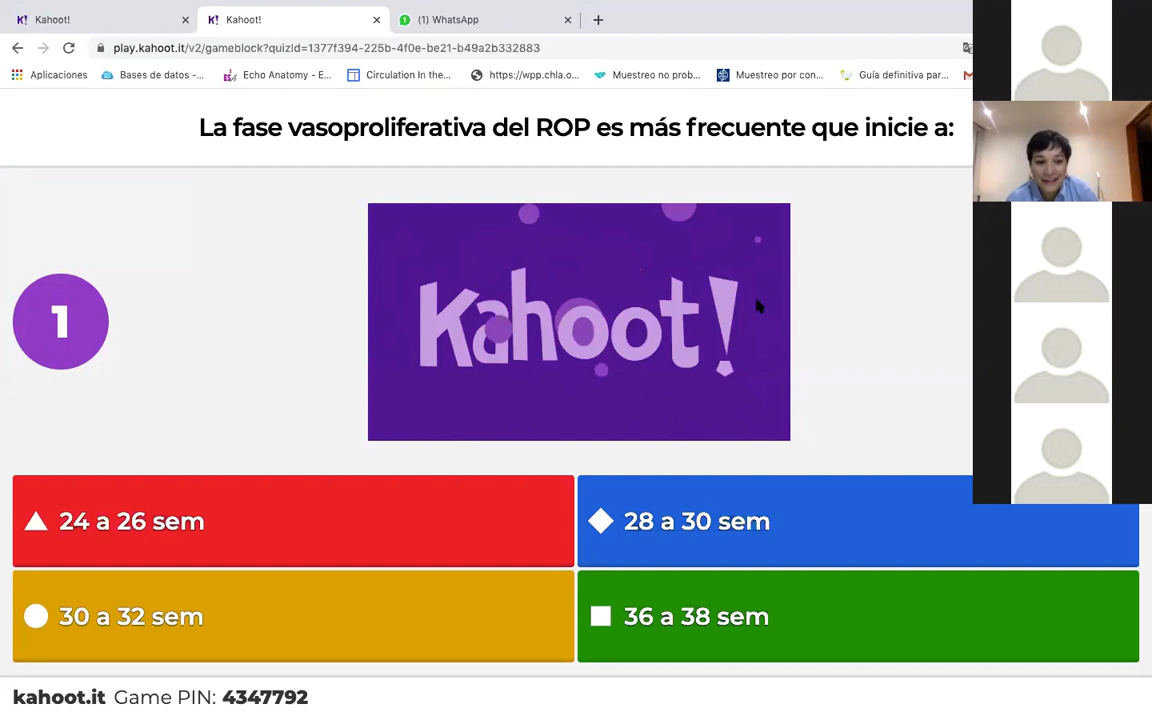 Kahoot!
Kahoot!
(1) WhatsApp
play.kahoot.it/v2/gameblock?quizId=1377f394-225b-4f0e-be21-b49a2b332883
Aplicaciones
Bases de datos -...
Echo Anatomy - E...
Circulation In the...
https://wpp.chla.o...
Muestreo no prob...
Muestreo por con...
Guía definitiva par...
La fase vasoproliferativa del ROP es más frecuente que inicie a:
1
Kahoot!
24 a 26 sem
28 a 30 sem
30 a 32 sem
36 a 38 sem
kahoot.it Game PIN: 4347792